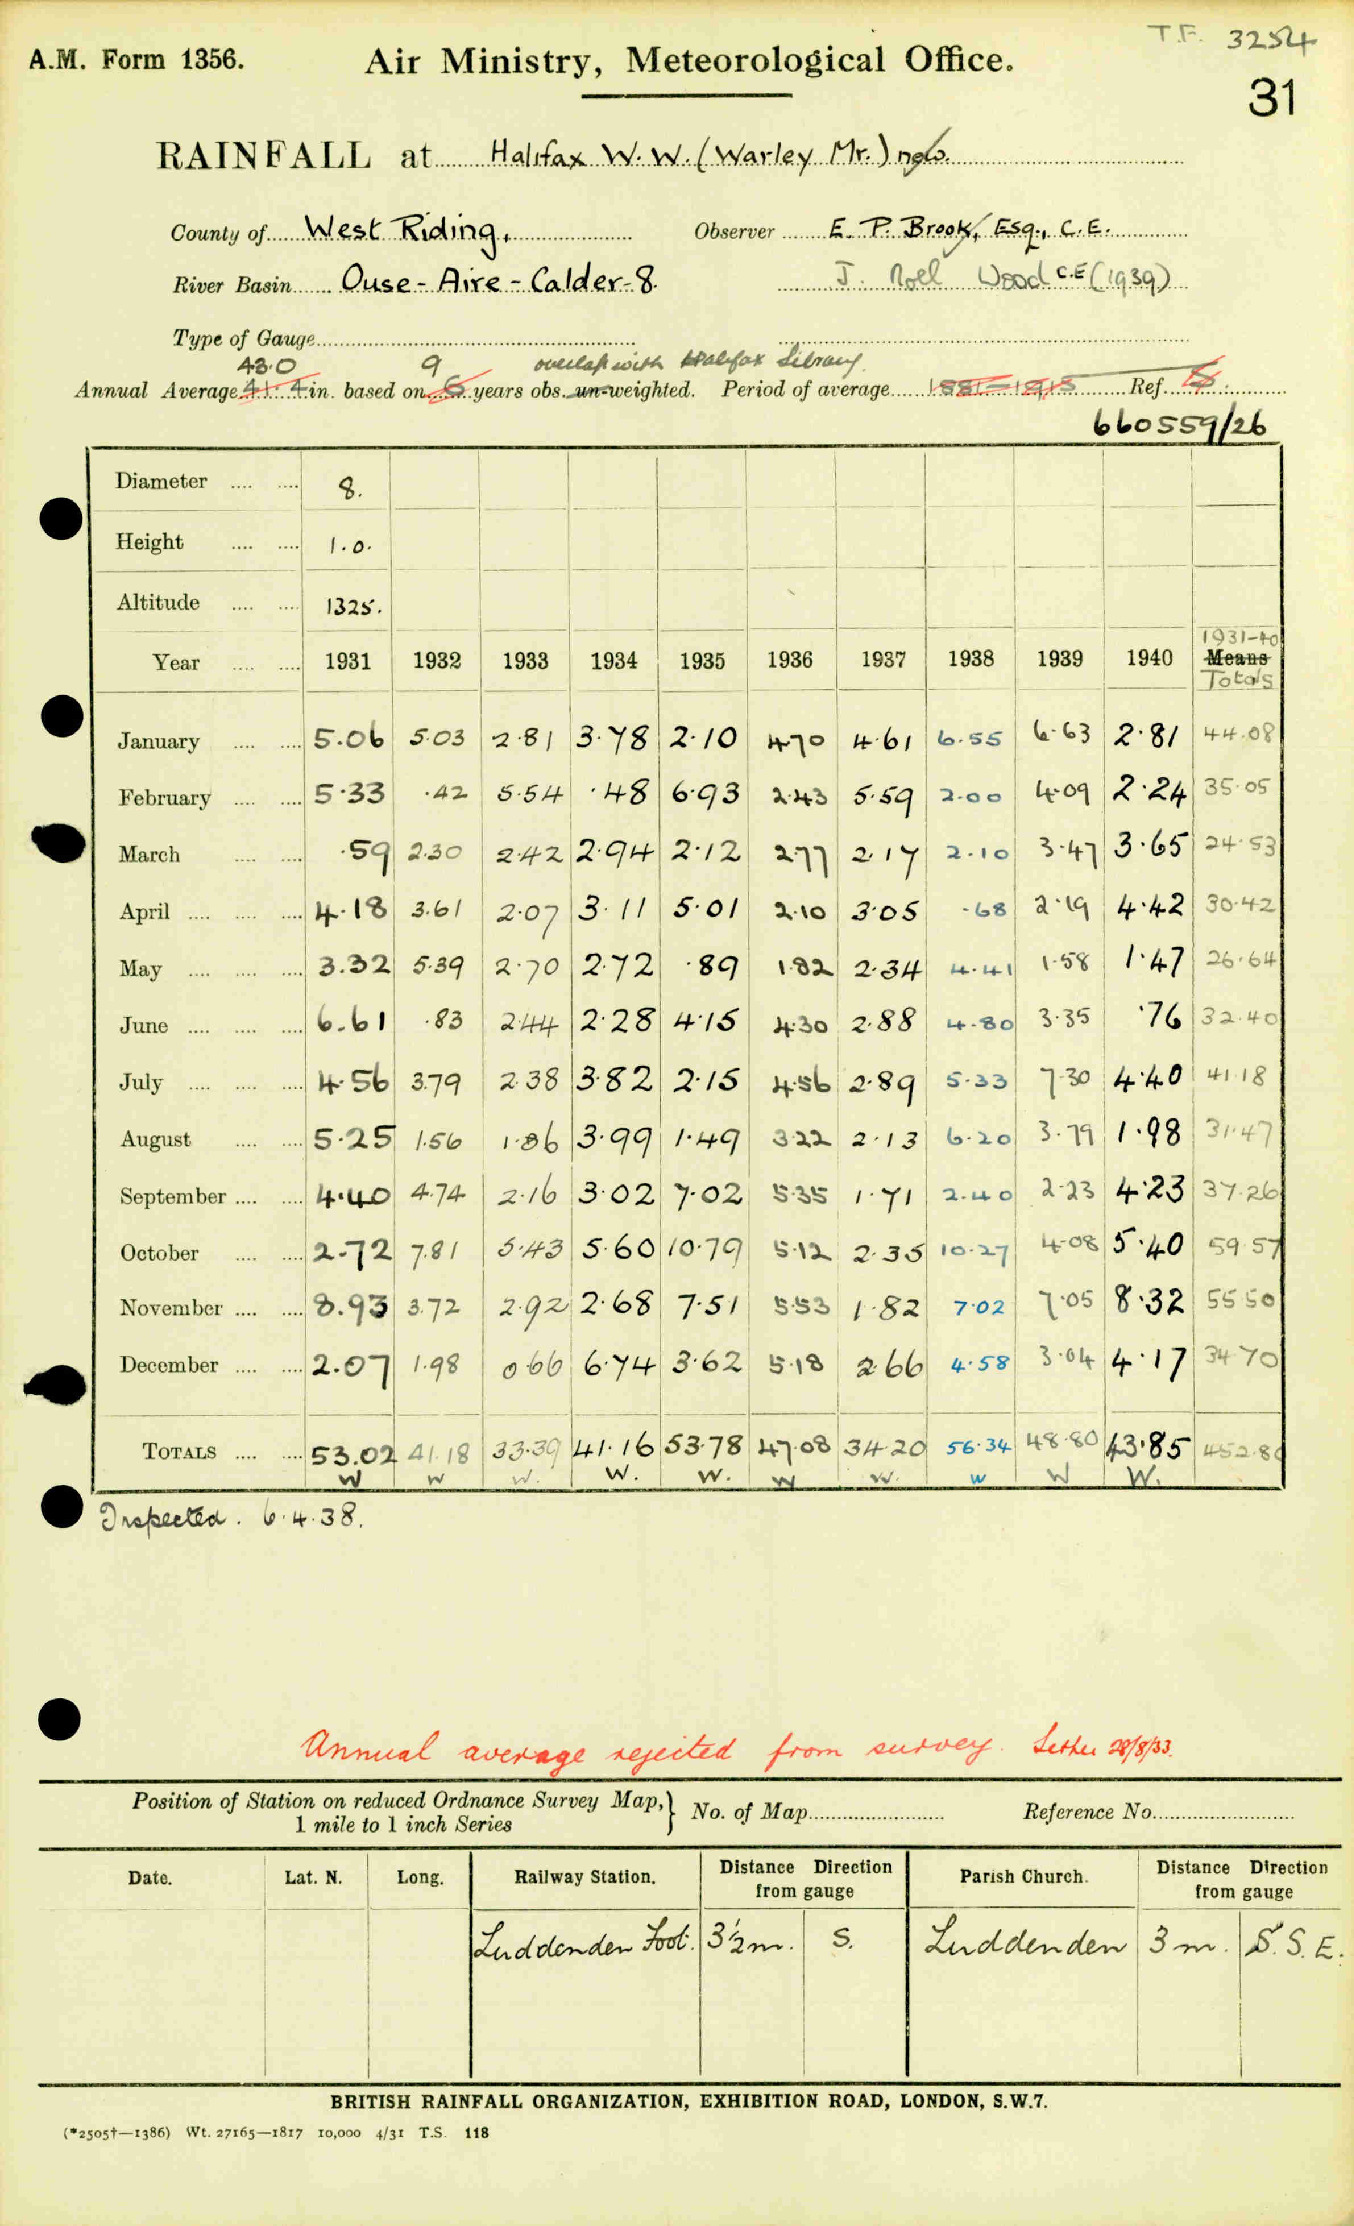 T.F. 3254
A.M. Form 1356. Air Ministry, Meteorological Office.
31
RAINFALL at Halifax W.W. (Warley Mr.) new.
County of West Riding, Observer E. P. Brook, Esq., C.E.
River Basin Ouse - Aire - Calder - 8. J. Noel Wood C.E (1939)
Type of Gauge
43.0 9 overlap with Halifax Library
Annual Average 41.4 in. based on 6 years obs. un-weighted. Period of average 1881-1915 Ref.
660559/26
Diameter 8.
Height 1.0.
Altitude 1325.
1931-40
Year 1931 1932 1933 1934 1935 1936 1937 1938 1939 1940 Means
Totals
January 5.06 5.03 2.81 3.78 2.10 4.70 4.61 6.55 6.63 2.81 44.08
February 5.33 .42 5.54 .48 6.93 2.43 5.59 2.00 4.09 2.24 35.05
March .59 2.30 2.42 2.94 2.12 2.77 2.17 2.10 3.47 3.65 24.53
April 4.18 3.61 2.07 3.11 5.01 2.10 3.05 .68 2.19 4.42 30.42
May 3.32 5.39 2.70 2.72 .89 1.82 2.34 4.41 1.58 1.47 26.64
June 6.61 .83 2.44 2.28 4.15 4.30 2.88 4.80 3.35 .76 32.40
July 4.56 3.79 2.38 3.82 2.15 4.56 2.89 5.33 7.30 4.40 41.18
August 5.25 1.56 1.86 3.99 1.49 3.22 2.13 6.20 3.79 1.98 31.47
September 4.40 4.74 2.16 3.02 7.02 5.35 1.71 2.40 2.23 4.23 37.26
October 2.72 7.81 5.43 5.60 10.79 5.12 2.35 10.27 4.08 5.40 59.57
November 8.93 3.72 2.92 2.68 7.51 5.53 1.82 7.02 7.05 8.32 55.50
December 2.07 1.98 0.66 6.74 3.62 5.18 2.66 4.58 3.04 4.17 34.70
TOTALS 53.02 41.18 33.39 41.16 53.78 47.08 34.20 56.34 48.80 43.85 452.80
W W W. W. W. W W. W W W.
Inspected. 6.4.38.
Annual average rejected from survey. Letter 28/8/33.
Position of Station on reduced Ordnance Survey Map, } No. of Map Reference No.
1 mile to 1 inch Series
Date. Lat. N. Long. Railway Station. Distance Direction from gauge Parish Church. Distance Direction from gauge
Luddenden Foot. 3½ m. S. Luddenden 3 m. S. S. E.
BRITISH RAINFALL ORGANIZATION, EXHIBITION ROAD, LONDON, S.W.7.
(*2505†—1386) Wt. 27165—1817 10,000 4/31 T.S. 118